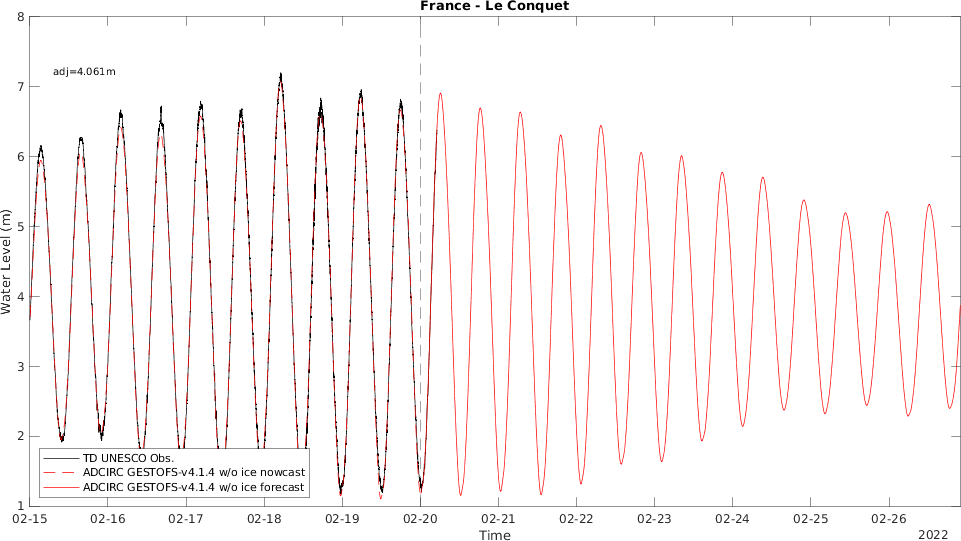 France - Le Conquet
8
7
6
5
4
3
2
1
Water Level (m)
adj=4.061m
TD UNESCO Obs.
ADCIRC GESTOFS-v4.1.4 w/o ice nowcast
ADCIRC GESTOFS-v4.1.4 w/o ice forecast
02-15 02-16 02-17 02-18 02-19 02-20 02-21 02-22 02-23 02-24 02-25 02-26
Time
2022